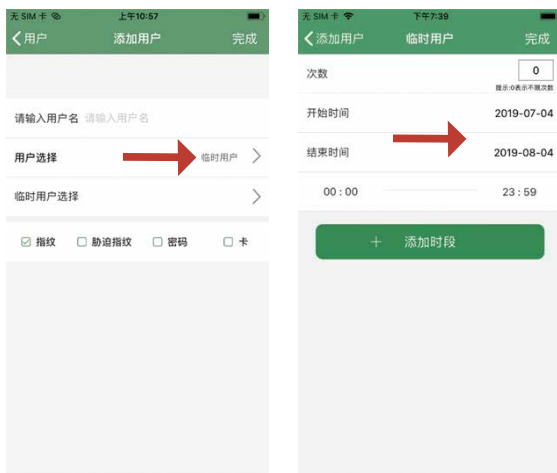 无 SIM 卡 上午10:57
用户 添加用户 完成
请输入用户名 请输入用户名
用户选择 临时用户
临时用户选择
指纹 胁迫指纹 密码 卡
无 SIM 卡 下午7:39
添加用户 临时用户 完成
次数 0
提示:0表示不限次数
开始时间 2019-07-04
结束时间 2019-08-04
00 : 00 23 : 59
+ 添加时段